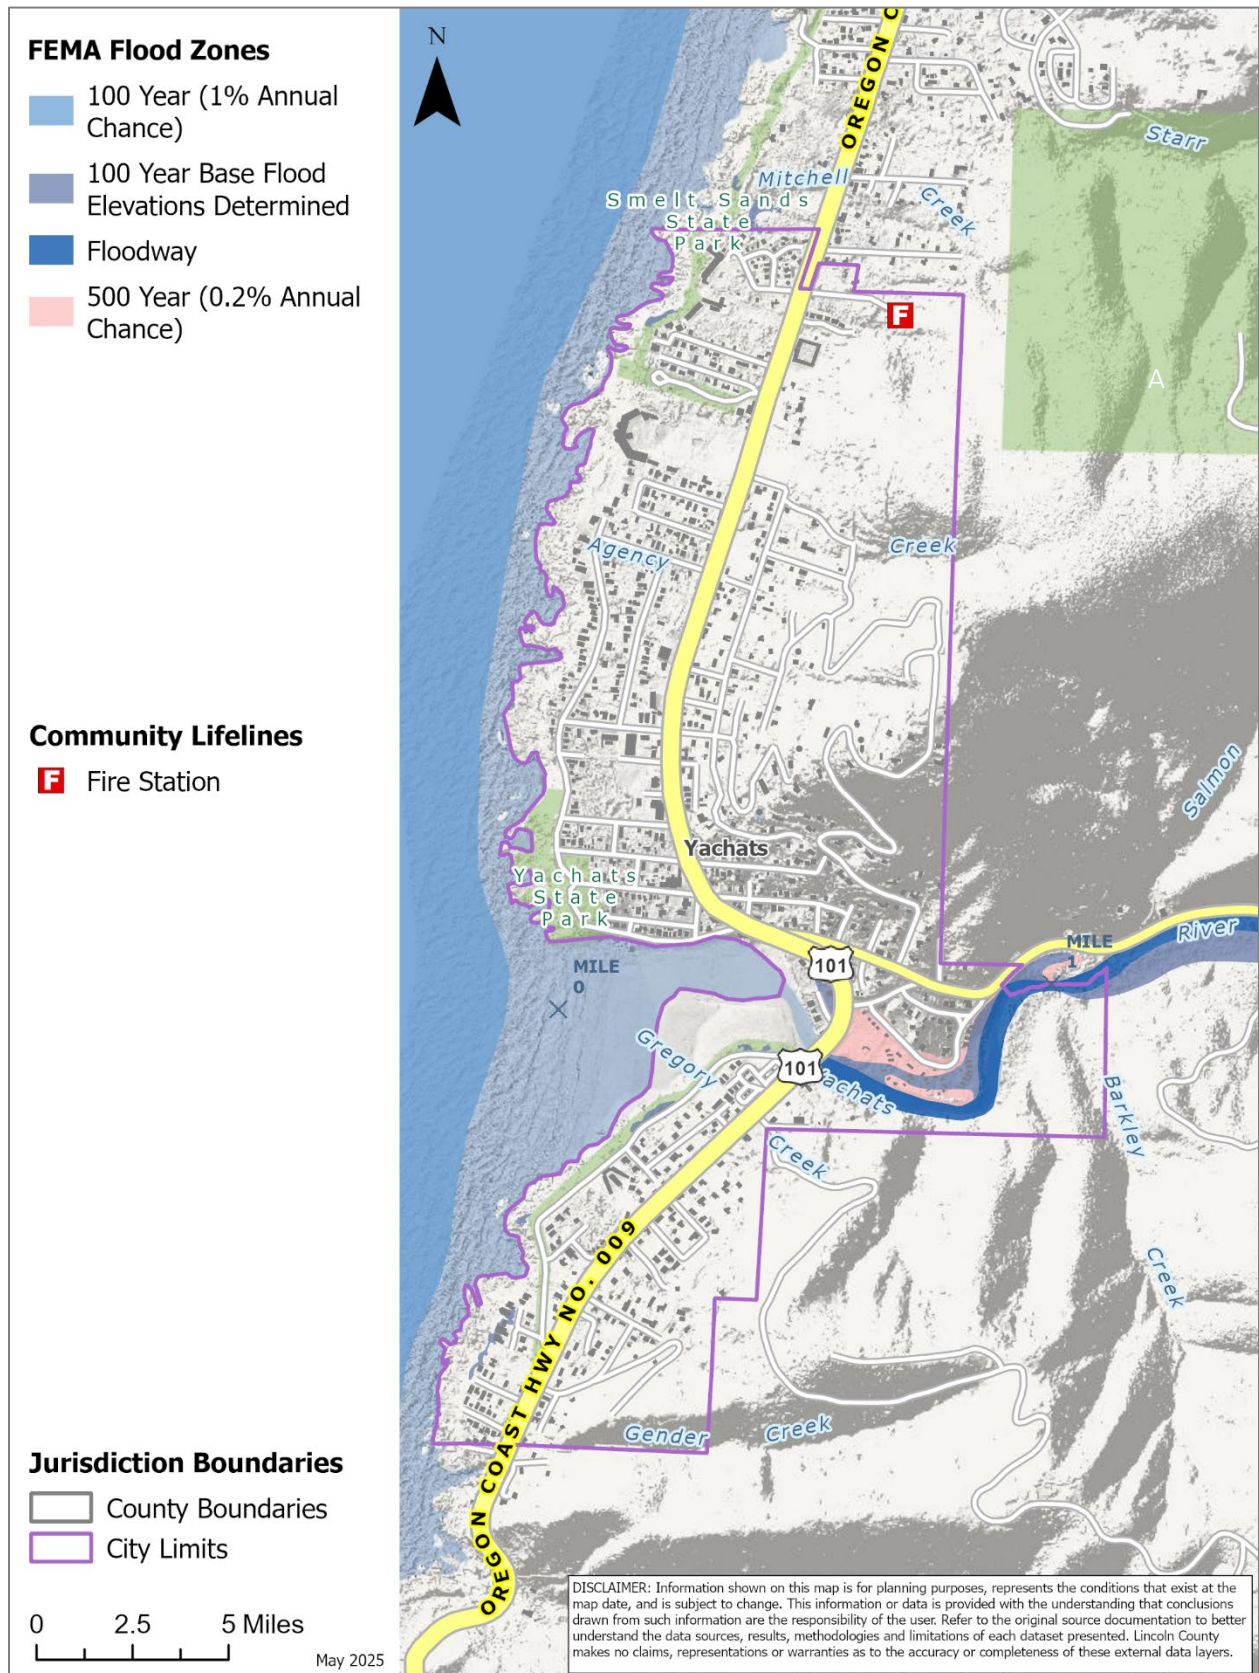 FEMA Flood Zones
100 Year (1% Annual
Chance)
100 Year Base Flood
Elevations Determined
Floodway
500 Year (0.2% Annual
Chance)
Community Lifelines
F Fire Station
Jurisdiction Boundaries
County Boundaries
City Limits
0 2.5 5 Miles
May 2025
N
OREGON C
Starr
Mitchell
Creek
Smelt Sands
State
Park
F
A
Agency
Creek
Salmon
Yachats
Yachats
State
Park
MILE
0
101
MILE
1
River
Gregory
101
Yachats
Creek
Barkley
Creek
OREGON COAST HWY NO. 009
Gender
Creek
DISCLAIMER: Information shown on this map is for planning purposes, represents the conditions that exist at the
map date, and is subject to change. This information or data is provided with the understanding that conclusions
drawn from such information are the responsibility of the user. Refer to the original source documentation to better
understand the data sources, results, methodologies and limitations of each dataset presented. Lincoln County
makes no claims, representations or warranties as to the accuracy or completeness of these external data layers.